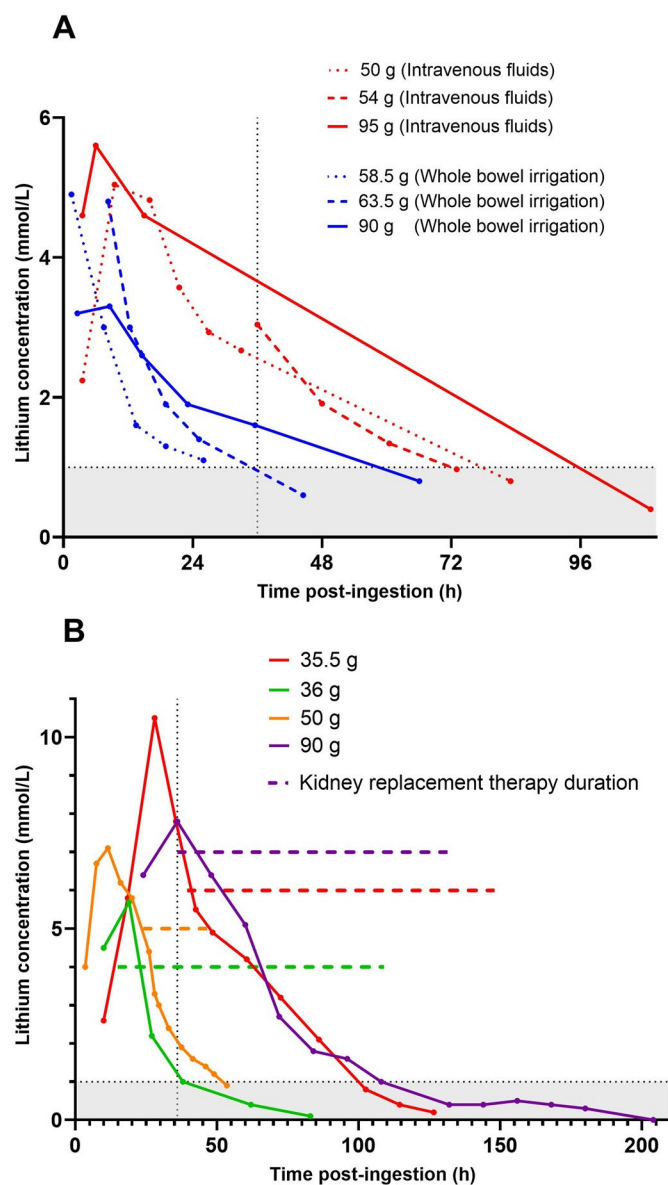 A
50 g (Intravenous fluids)
54 g (Intravenous fluids)
95 g (Intravenous fluids)
58.5 g (Whole bowel irrigation)
63.5 g (Whole bowel irrigation)
90 g (Whole bowel irrigation)
Lithium concentration (mmol/L)
6
4
2
0
0 24 48 72 96
Time post-ingestion (h)
B
35.5 g
36 g
50 g
90 g
Kidney replacement therapy duration
Lithium concentration (mmol/L)
10
5
0
0 50 100 150 200
Time post-ingestion (h)